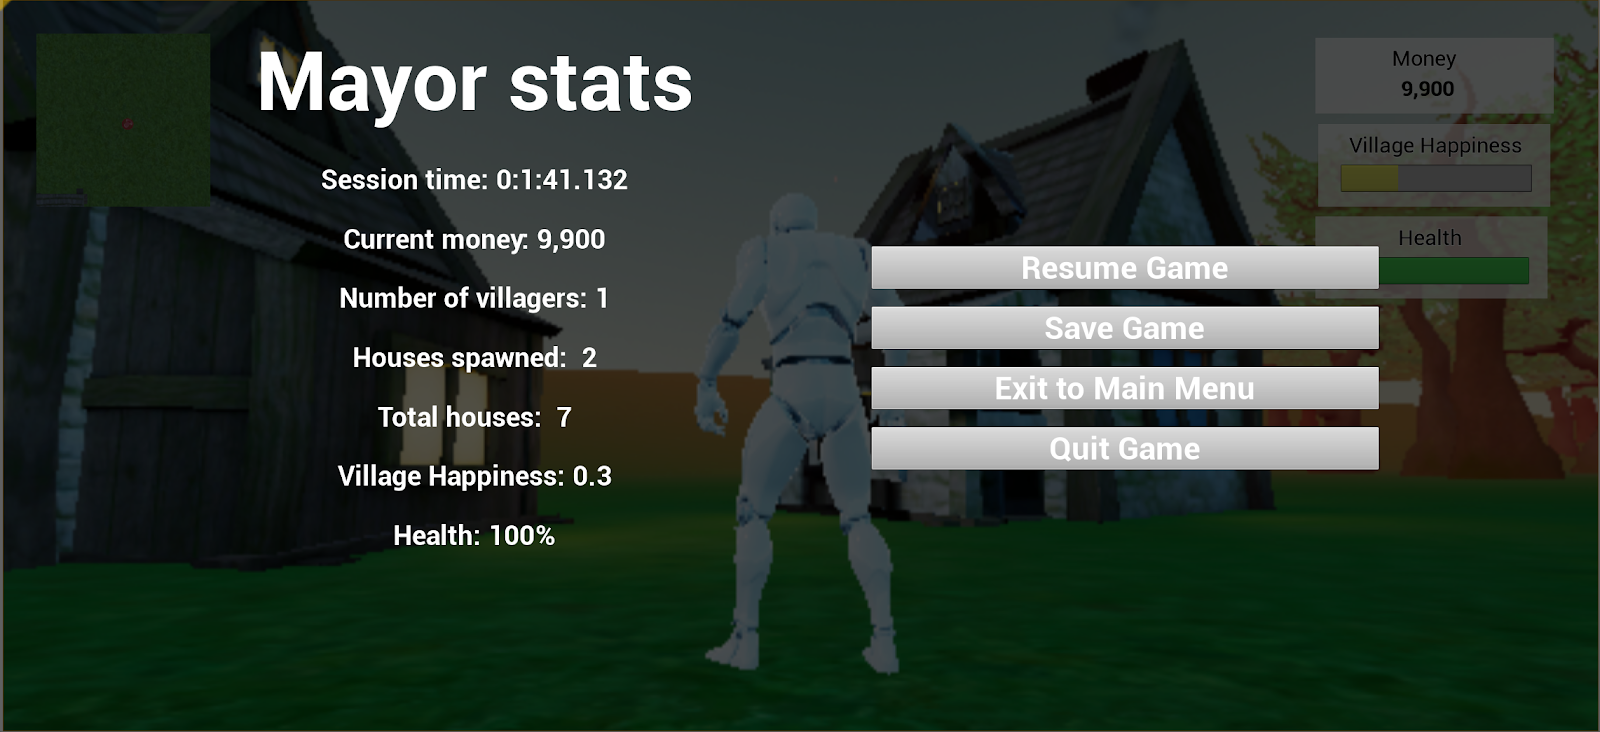 Mayor stats
Session time: 0:1:41.132
Current money: 9,900
Number of villagers: 1
Houses spawned: 2
Total houses: 7
Village Happiness: 0.3
Health: 100%
Resume Game
Save Game
Exit to Main Menu
Quit Game
Money
9,900
Village Happiness
Health